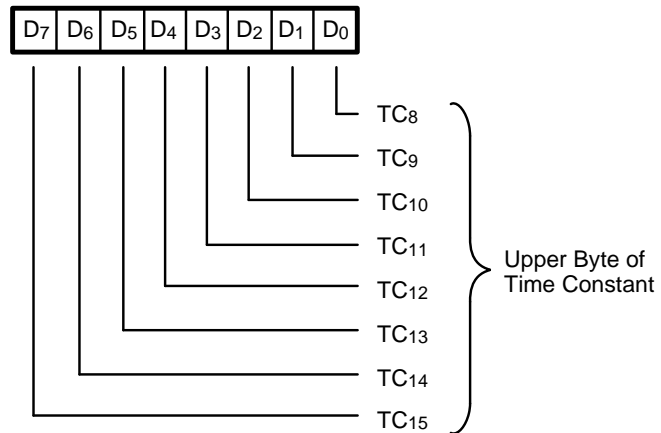 D7 D6 D5 D4 D3 D2 D1 D0
TC8
TC9
TC10
TC11
TC12
TC13
TC14
TC15
Upper Byte of
Time Constant